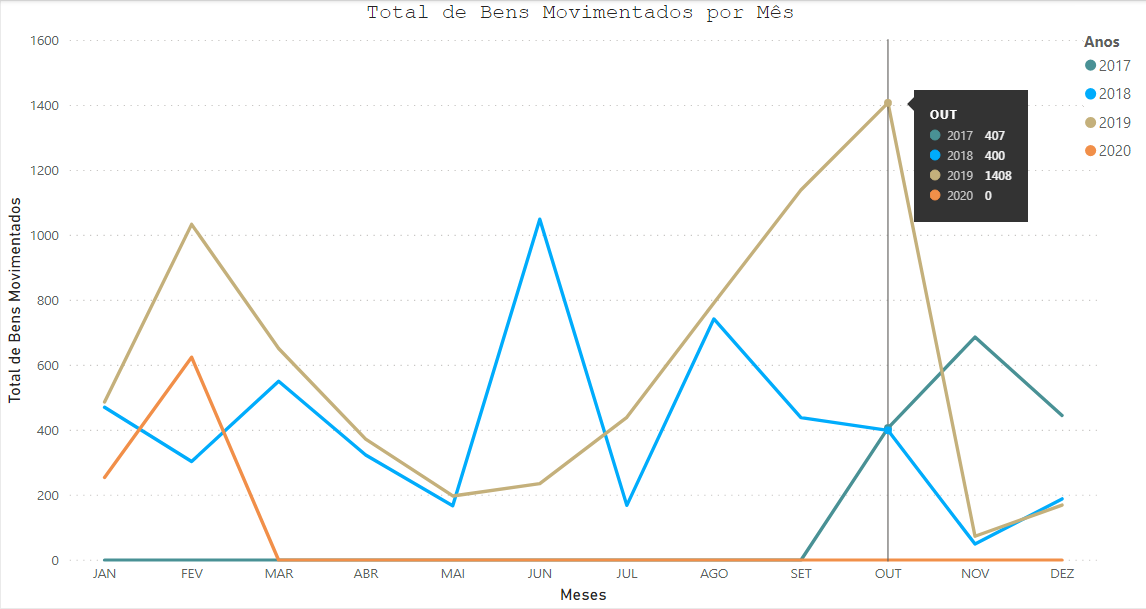 Total de Bens Movimentados por Mês
Anos
2017
2018
2019
2020
1600
1400
1200
1000
800
600
400
200
0
Total de Bens Movimentados
OUT
2017 407
2018 400
2019 1408
2020 0
JAN FEV MAR ABR MAI JUN JUL AGO SET OUT NOV DEZ
Meses